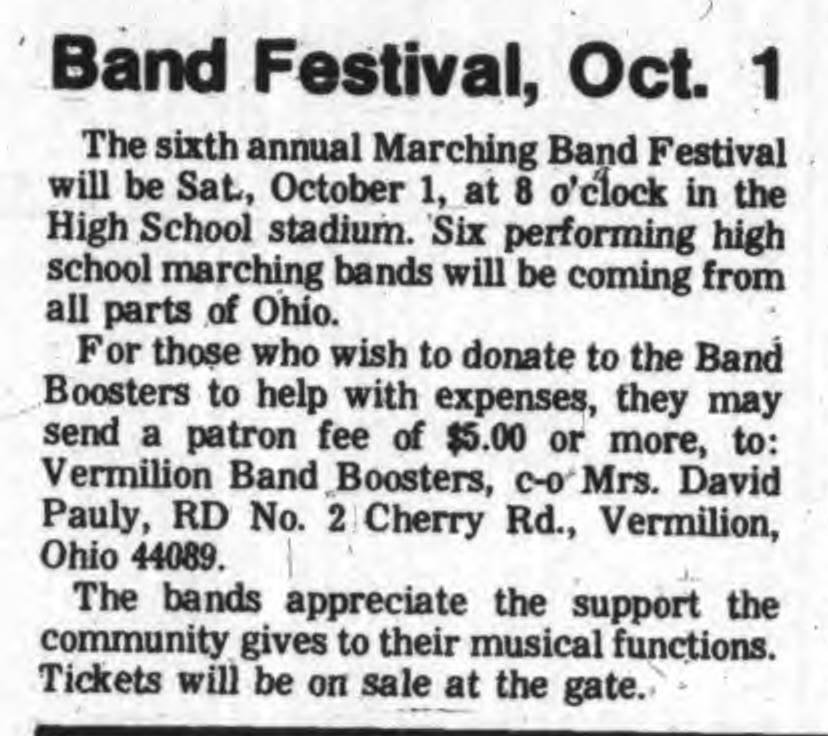 Band Festival, Oct. 1
The sixth annual Marching Band Festival
will be Sat., October 1, at 8 o'clock in the
High School stadium. Six performing high
school marching bands will be coming from
all parts of Ohio.
For those who wish to donate to the Band
Boosters to help with expenses, they may
send a patron fee of $5.00 or more, to:
Vermilion Band Boosters, c-o Mrs. David
Pauly, RD No. 2 Cherry Rd., Vermilion,
Ohio 44089.
The bands appreciate the support the
community gives to their musical functions.
Tickets will be on sale at the gate.